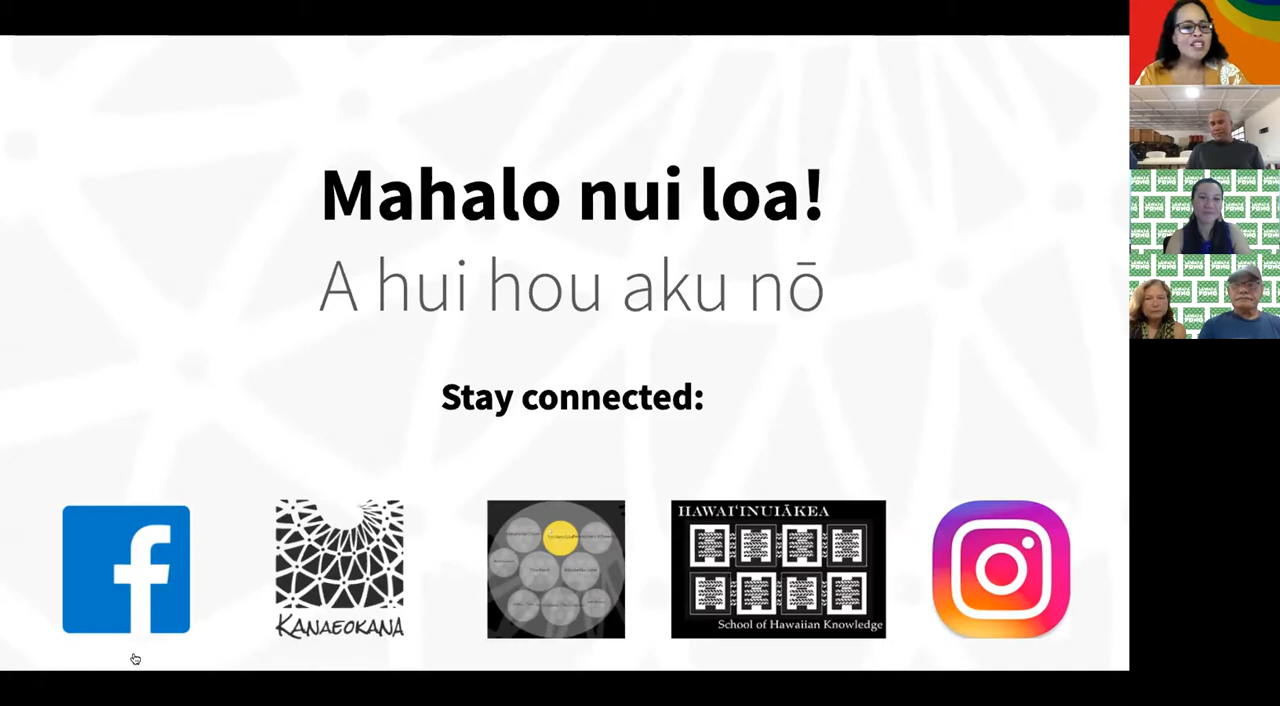 Mahalo nui loa!
A hui hou aku nō
Stay connected:
KANAEOKANA
HAWAIʻINUIĀKEA
School of Hawaiian Knowledge